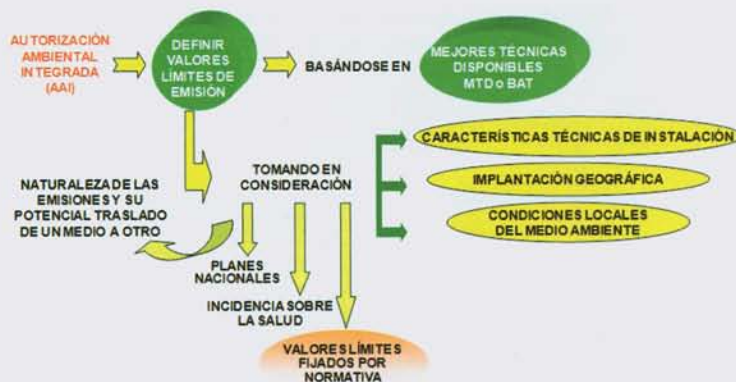 AUTORIZACIÓN
AMBIENTAL
INTEGRADA
(AAI)
DEFINIR
VALORES
LÍMITES DE
EMISIÓN
BASÁNDOSE EN
MEJORES TÉCNICAS
DISPONIBLES
MTD o BAT
CARACTERÍSTICAS TÉCNICAS DE INSTALACIÓN
IMPLANTACIÓN GEOGRÁFICA
CONDICIONES LOCALES
DEL MEDIO AMBIENTE
TOMANDO EN
CONSIDERACIÓN
NATURALEZA DE LAS
EMISIONES Y SU
POTENCIAL TRASLADO
DE UN MEDIO A OTRO
PLANES
NACIONALES
INCIDENCIA SOBRE
LA SALUD
VALORES LÍMITES
FIJADOS POR
NORMATIVA